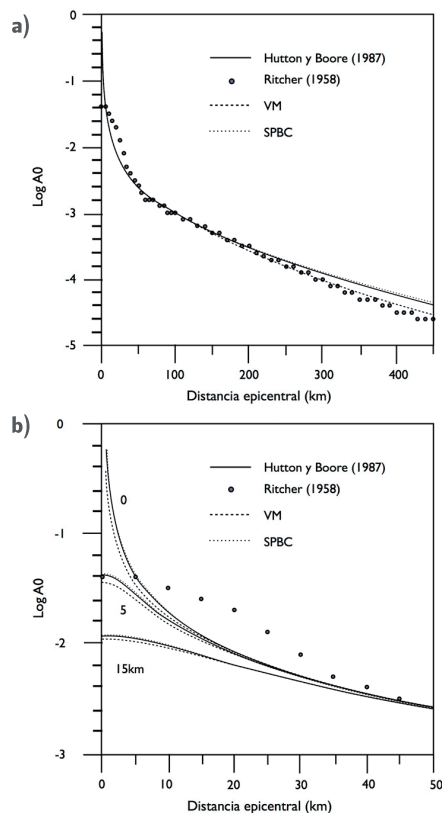 a)
0
-1
-2
-3
-4
-5
Log A0
Hutton y Boore (1987)
Ritcher (1958)
VM
SPBC
0 100 200 300 400
Distancia epicentral (km)
b)
0
-1
-2
-3
Log A0
Hutton y Boore (1987)
Ritcher (1958)
VM
SPBC
0
5
15km
0 10 20 30 40 50
Distancia epicentral (km)